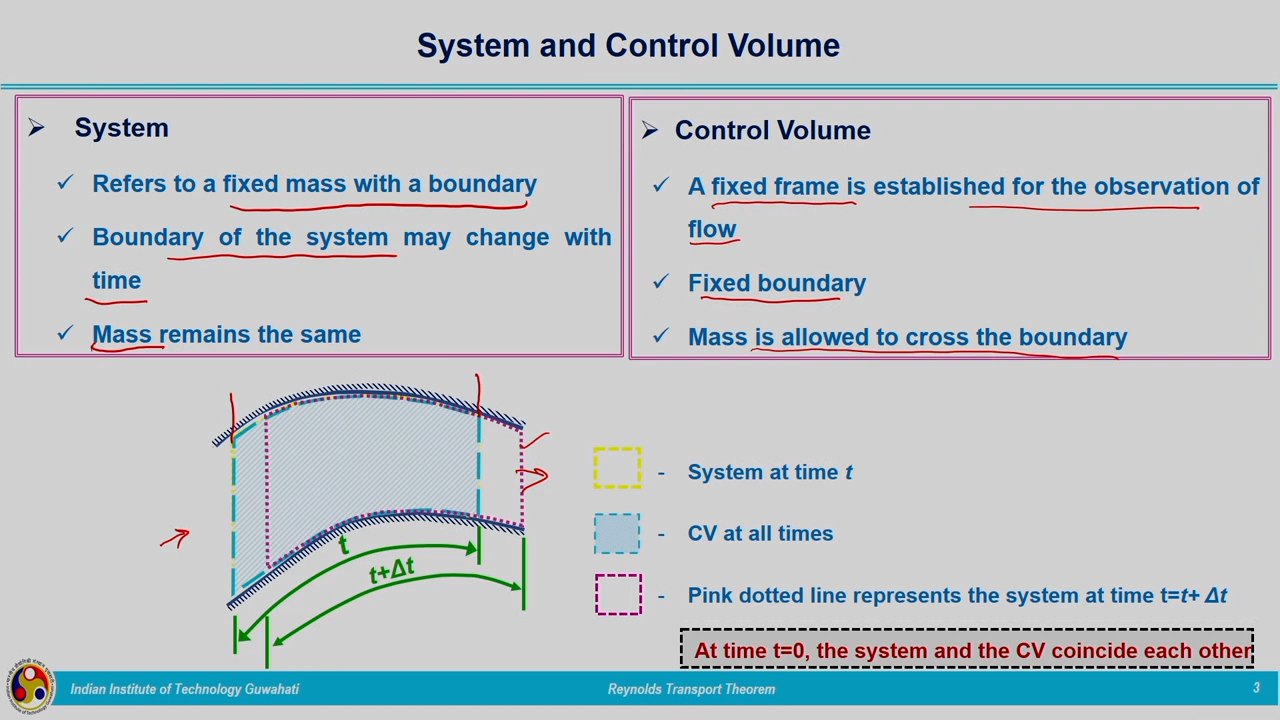 System and Control Volume
System
Refers to a fixed mass with a boundary
Boundary of the system may change with
time
Mass remains the same
Control Volume
A fixed frame is established for the observation of
flow
Fixed boundary
Mass is allowed to cross the boundary
t
t+Δt
- System at time t
- CV at all times
- Pink dotted line represents the system at time t=t+ Δt
At time t=0, the system and the CV coincide each other
Indian Institute of Technology Guwahati
Reynolds Transport Theorem
3